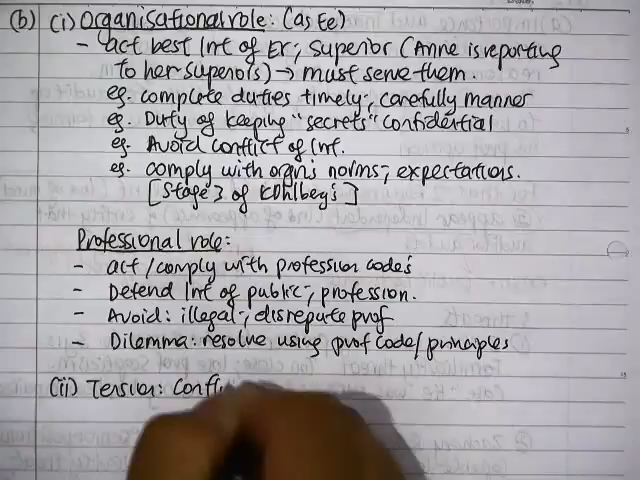 (b) (i) Organisational role: (as Ee)
- act best Int of Er, Superior (Anne is reporting
to her superiors) → must serve them.
eg. complete duties timely, carefully manner
eg. Duty of keeping "secrets" confidential
eg. Avoid conflict of Int.
eg. comply with organ's norms, expectations.
[Stage 3 of Kohlberg's]
Professional role:
- act/comply with profession code's
- Defend Int of public, profession.
- Avoid: illegal, disrepute prof
- Dilemma: resolve using prof code/principles
(ii) Tension: Confli